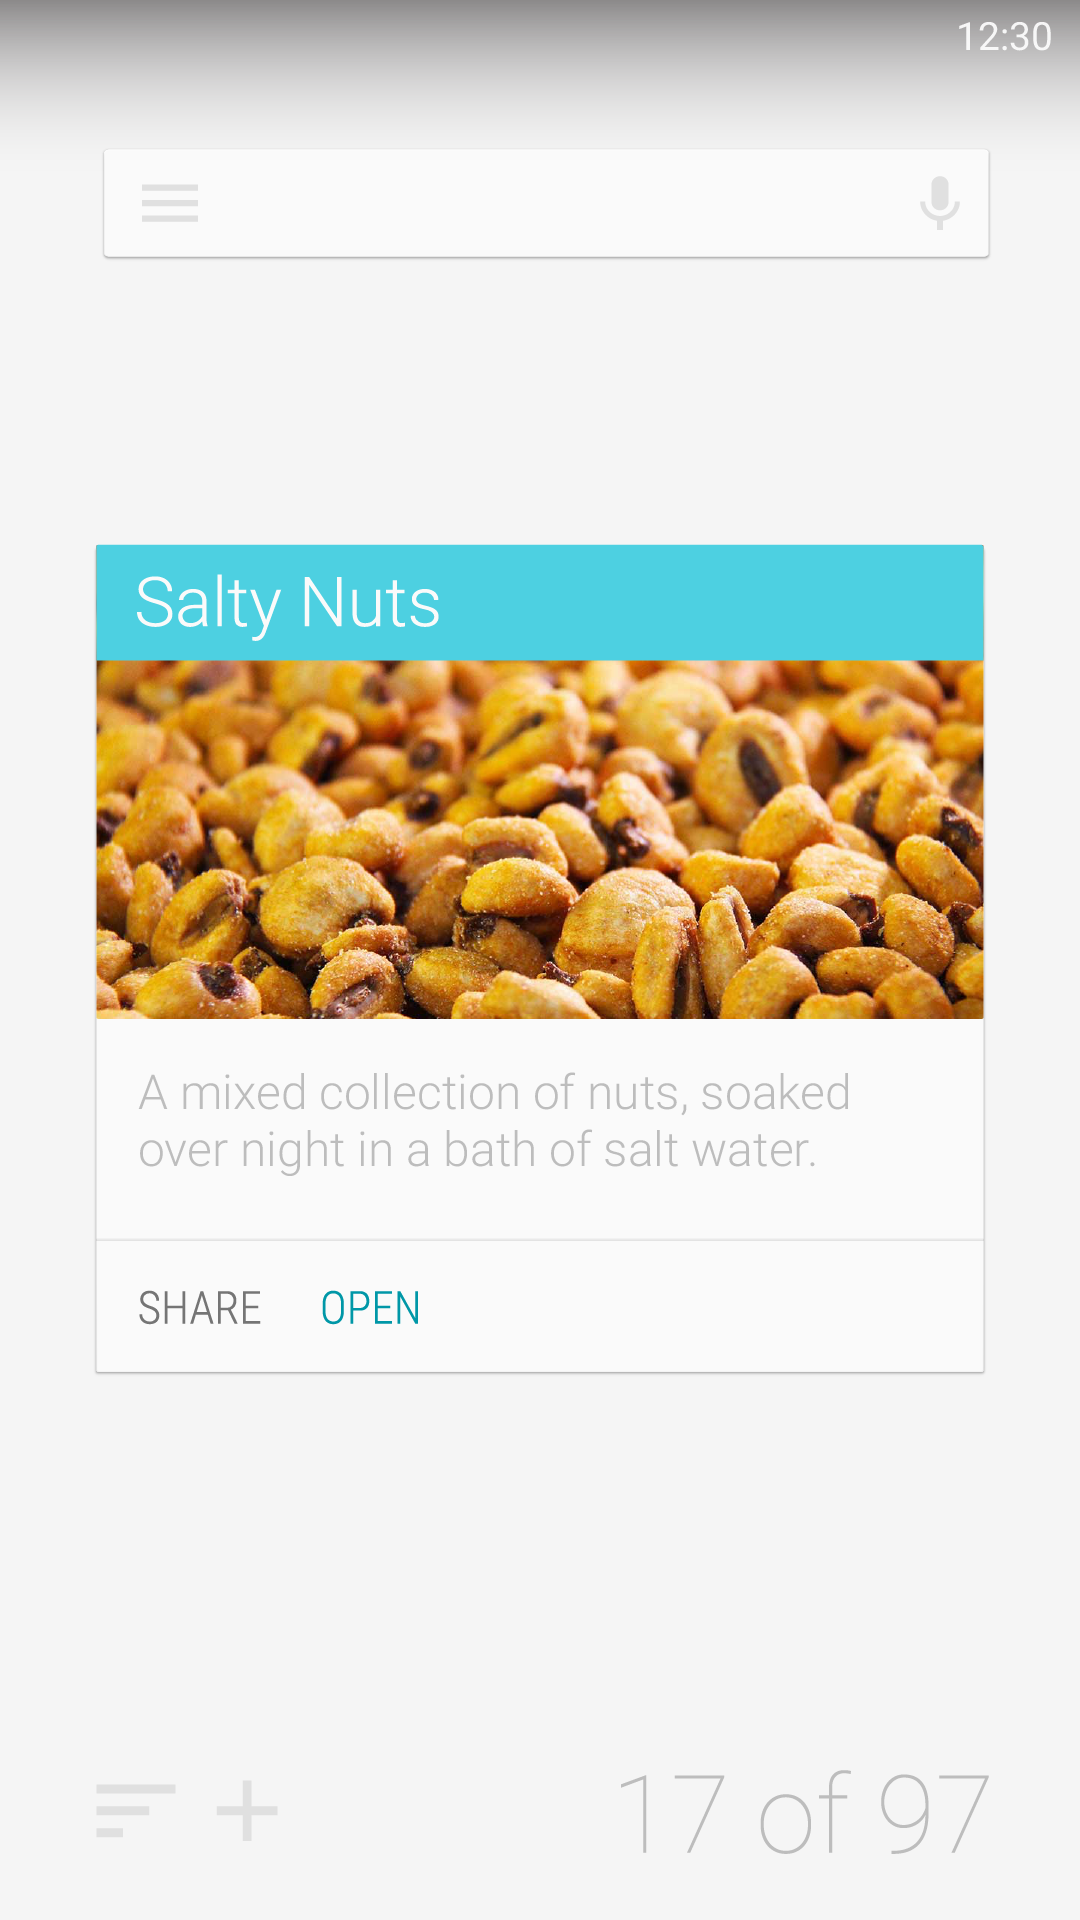 12:30
Salty Nuts
A mixed collection of nuts, soaked
over night in a bath of salt water.
SHARE OPEN
17 of 97